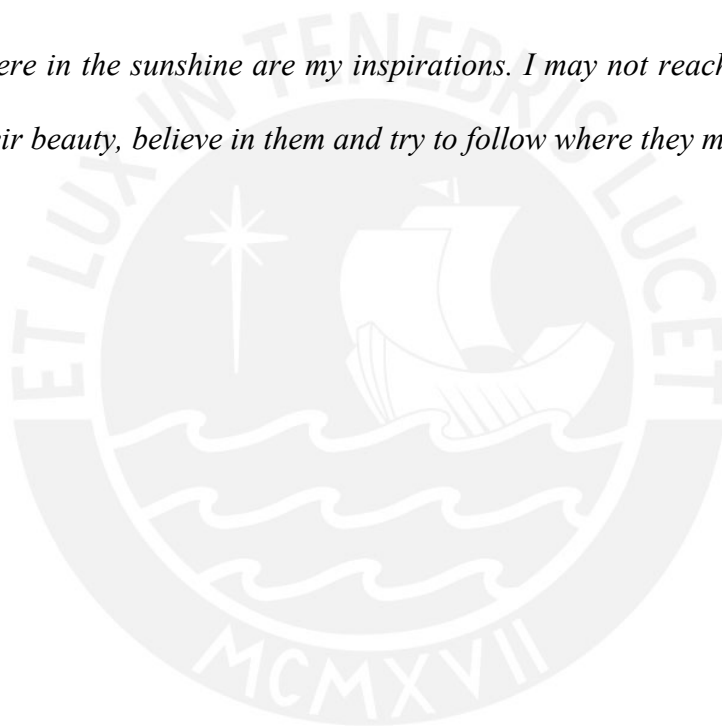 ET LUX IN TENEBRIS LUCET
ere in the sunshine are my inspirations. I may not reach
ir beauty, believe in them and try to follow where they m
MCMXVII